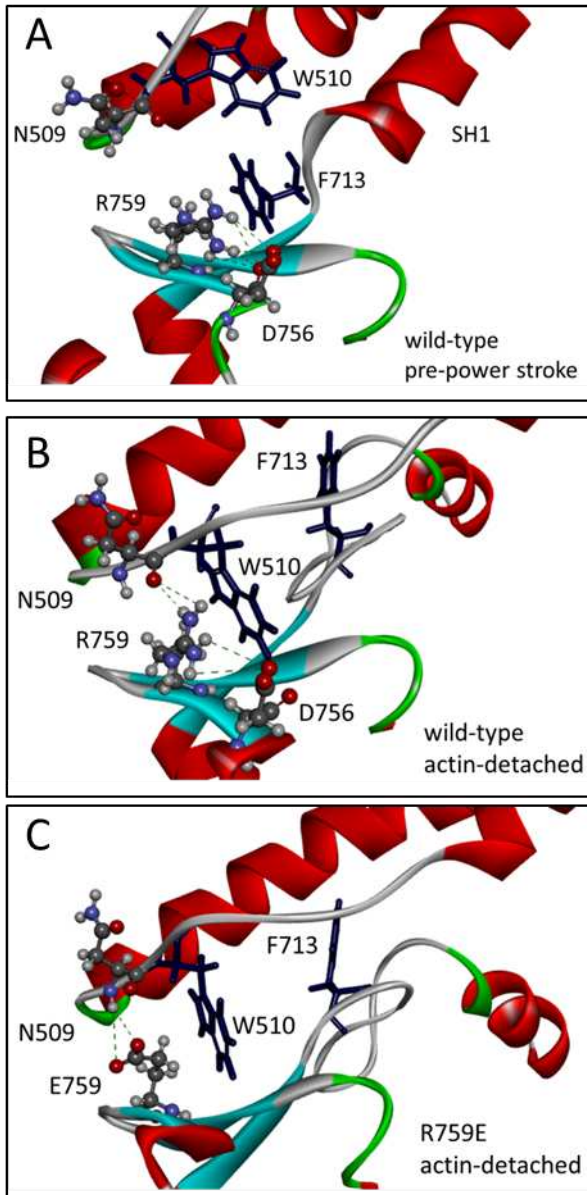 A
W510
N509
SH1
F713
R759
D756
wild-type
pre-power stroke
B
F713
W510
N509
R759
D756
wild-type
actin-detached
C
F713
N509
W510
E759
R759E
actin-detached